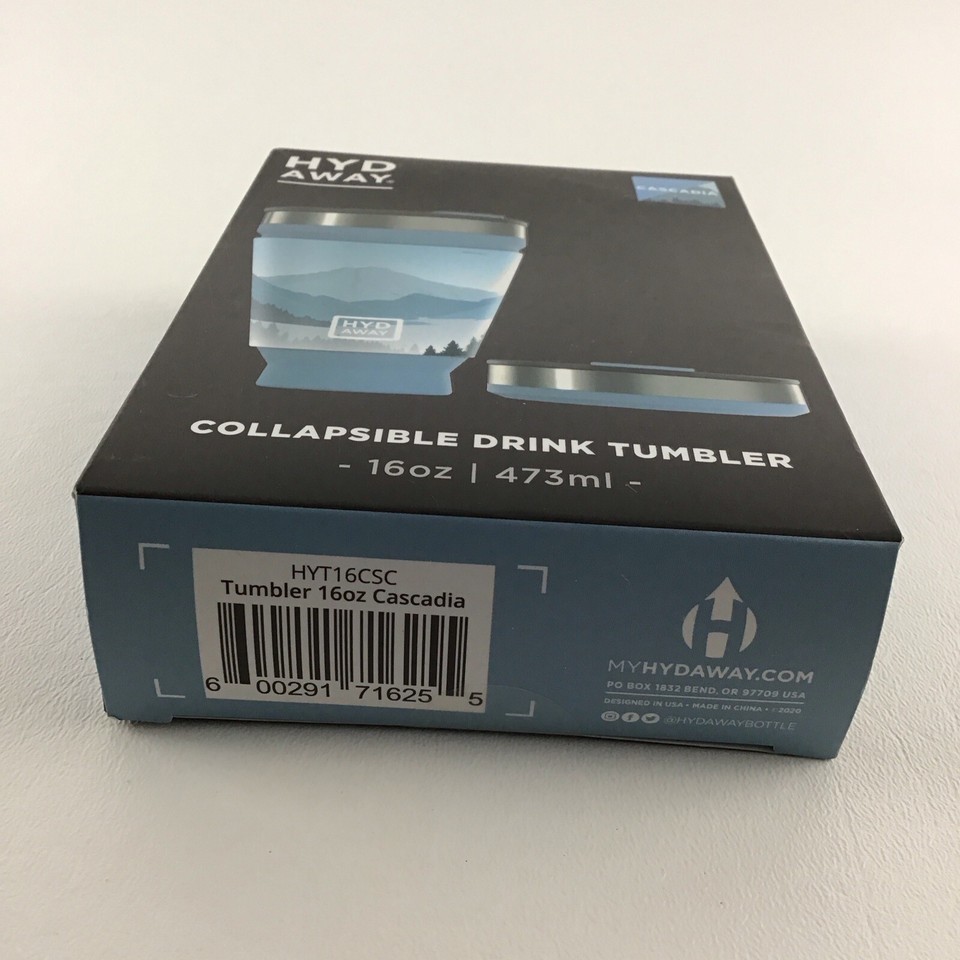 HYD
AWAY®
CASCADIA
HYD
AWAY
COLLAPSIBLE DRINK TUMBLER
- 16oz | 473ml -
HYT16CSC
Tumbler 16oz Cascadia
6 00291 71625 5
H
MYHYDAWAY.COM
PO BOX 1832 BEND, OR 97709 USA
DESIGNED IN USA • MADE IN CHINA • ©2020
@HYDAWAYBOTTLE